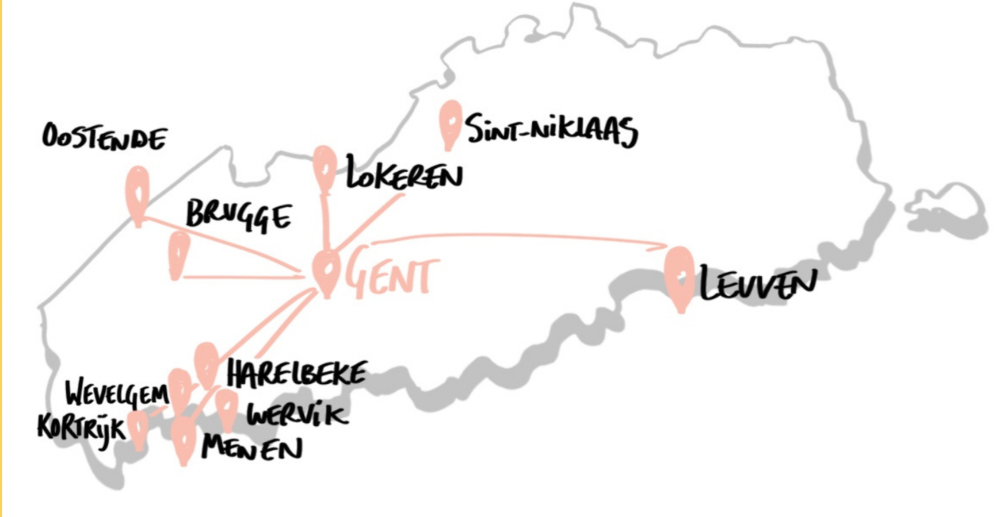 SiNT-NiKLAAS
OOSTENDE
LOKEREN
BRUGGE
GENT
LEUVEN
HARELBEKE
WEVELGEM
WERViK
KORTRijK
MENEN